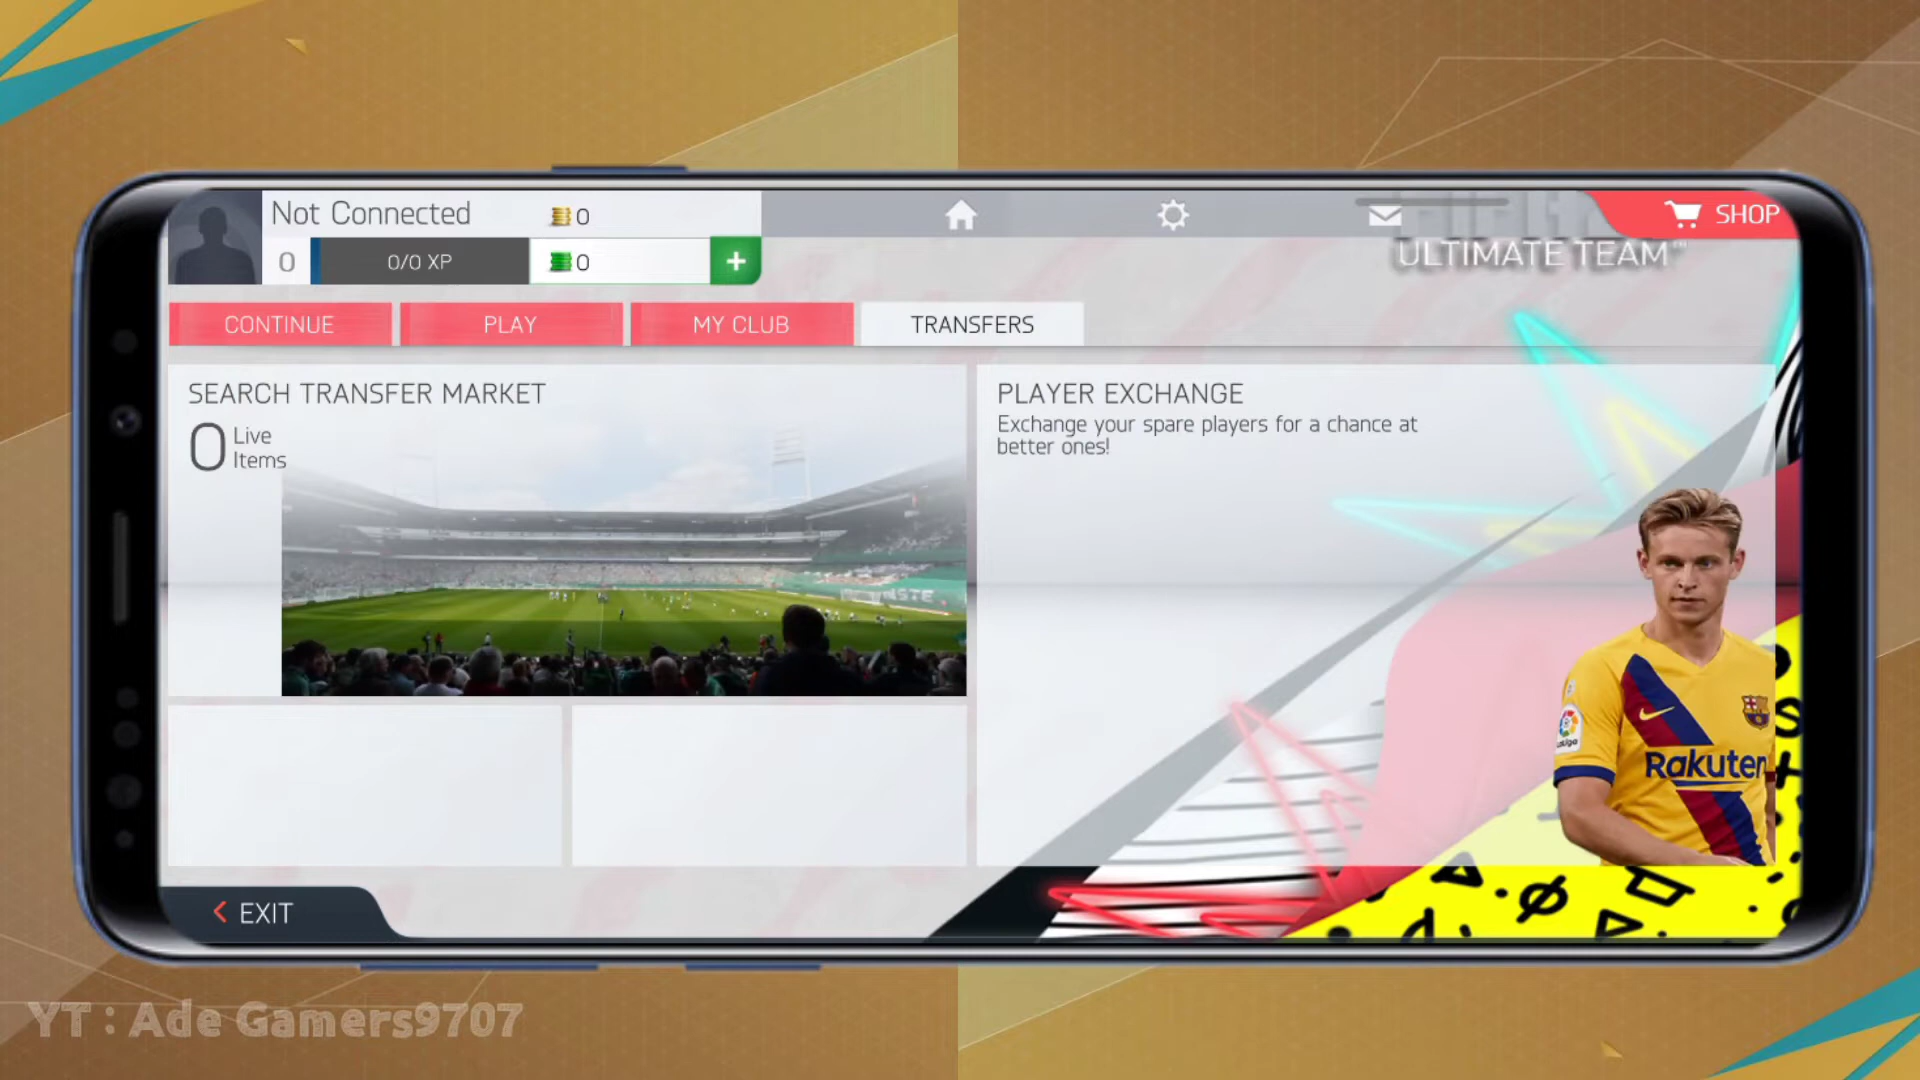 Not Connected
0
SHOP
0
0/0 XP
0
+
ULTIMATE TEAM™
CONTINUE
PLAY
MY CLUB
TRANSFERS
SEARCH TRANSFER MARKET
0 Live Items
PLAYER EXCHANGE
Exchange your spare players for a chance at
better ones!
Rakuten
EXIT
YT : Ade Gamers9707